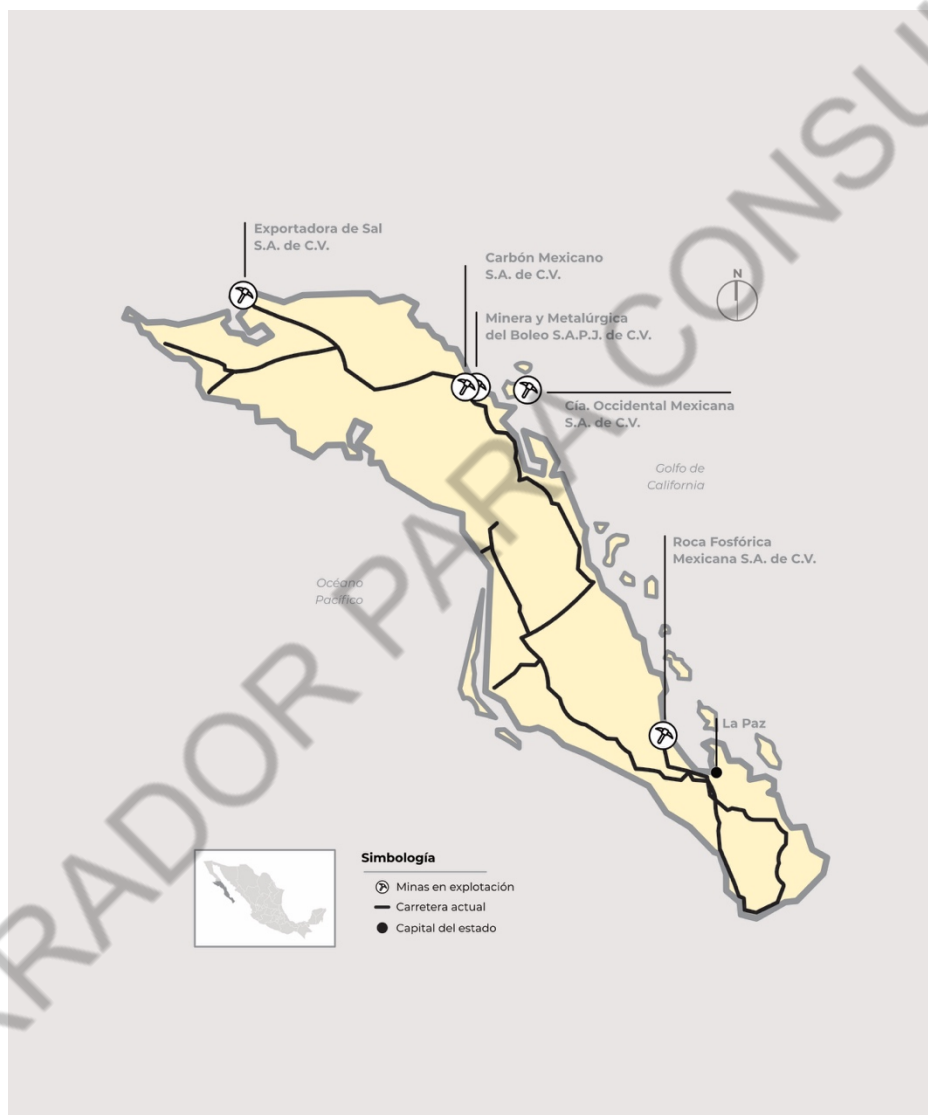 Exportadora de Sal
S.A. de C.V.
Carbón Mexicano
S.A. de C.V.
N
Minera y Metalúrgica
del Boleo S.A.P.J. de C.V.
Cía. Occidental Mexicana
S.A. de C.V.
Golfo de
California
Roca Fosfórica
Mexicana S.A. de C.V.
Océano
Pacífico
La Paz
Simbología
Minas en explotación
Carretera actual
Capital del estado
RADOR PARA CONSU